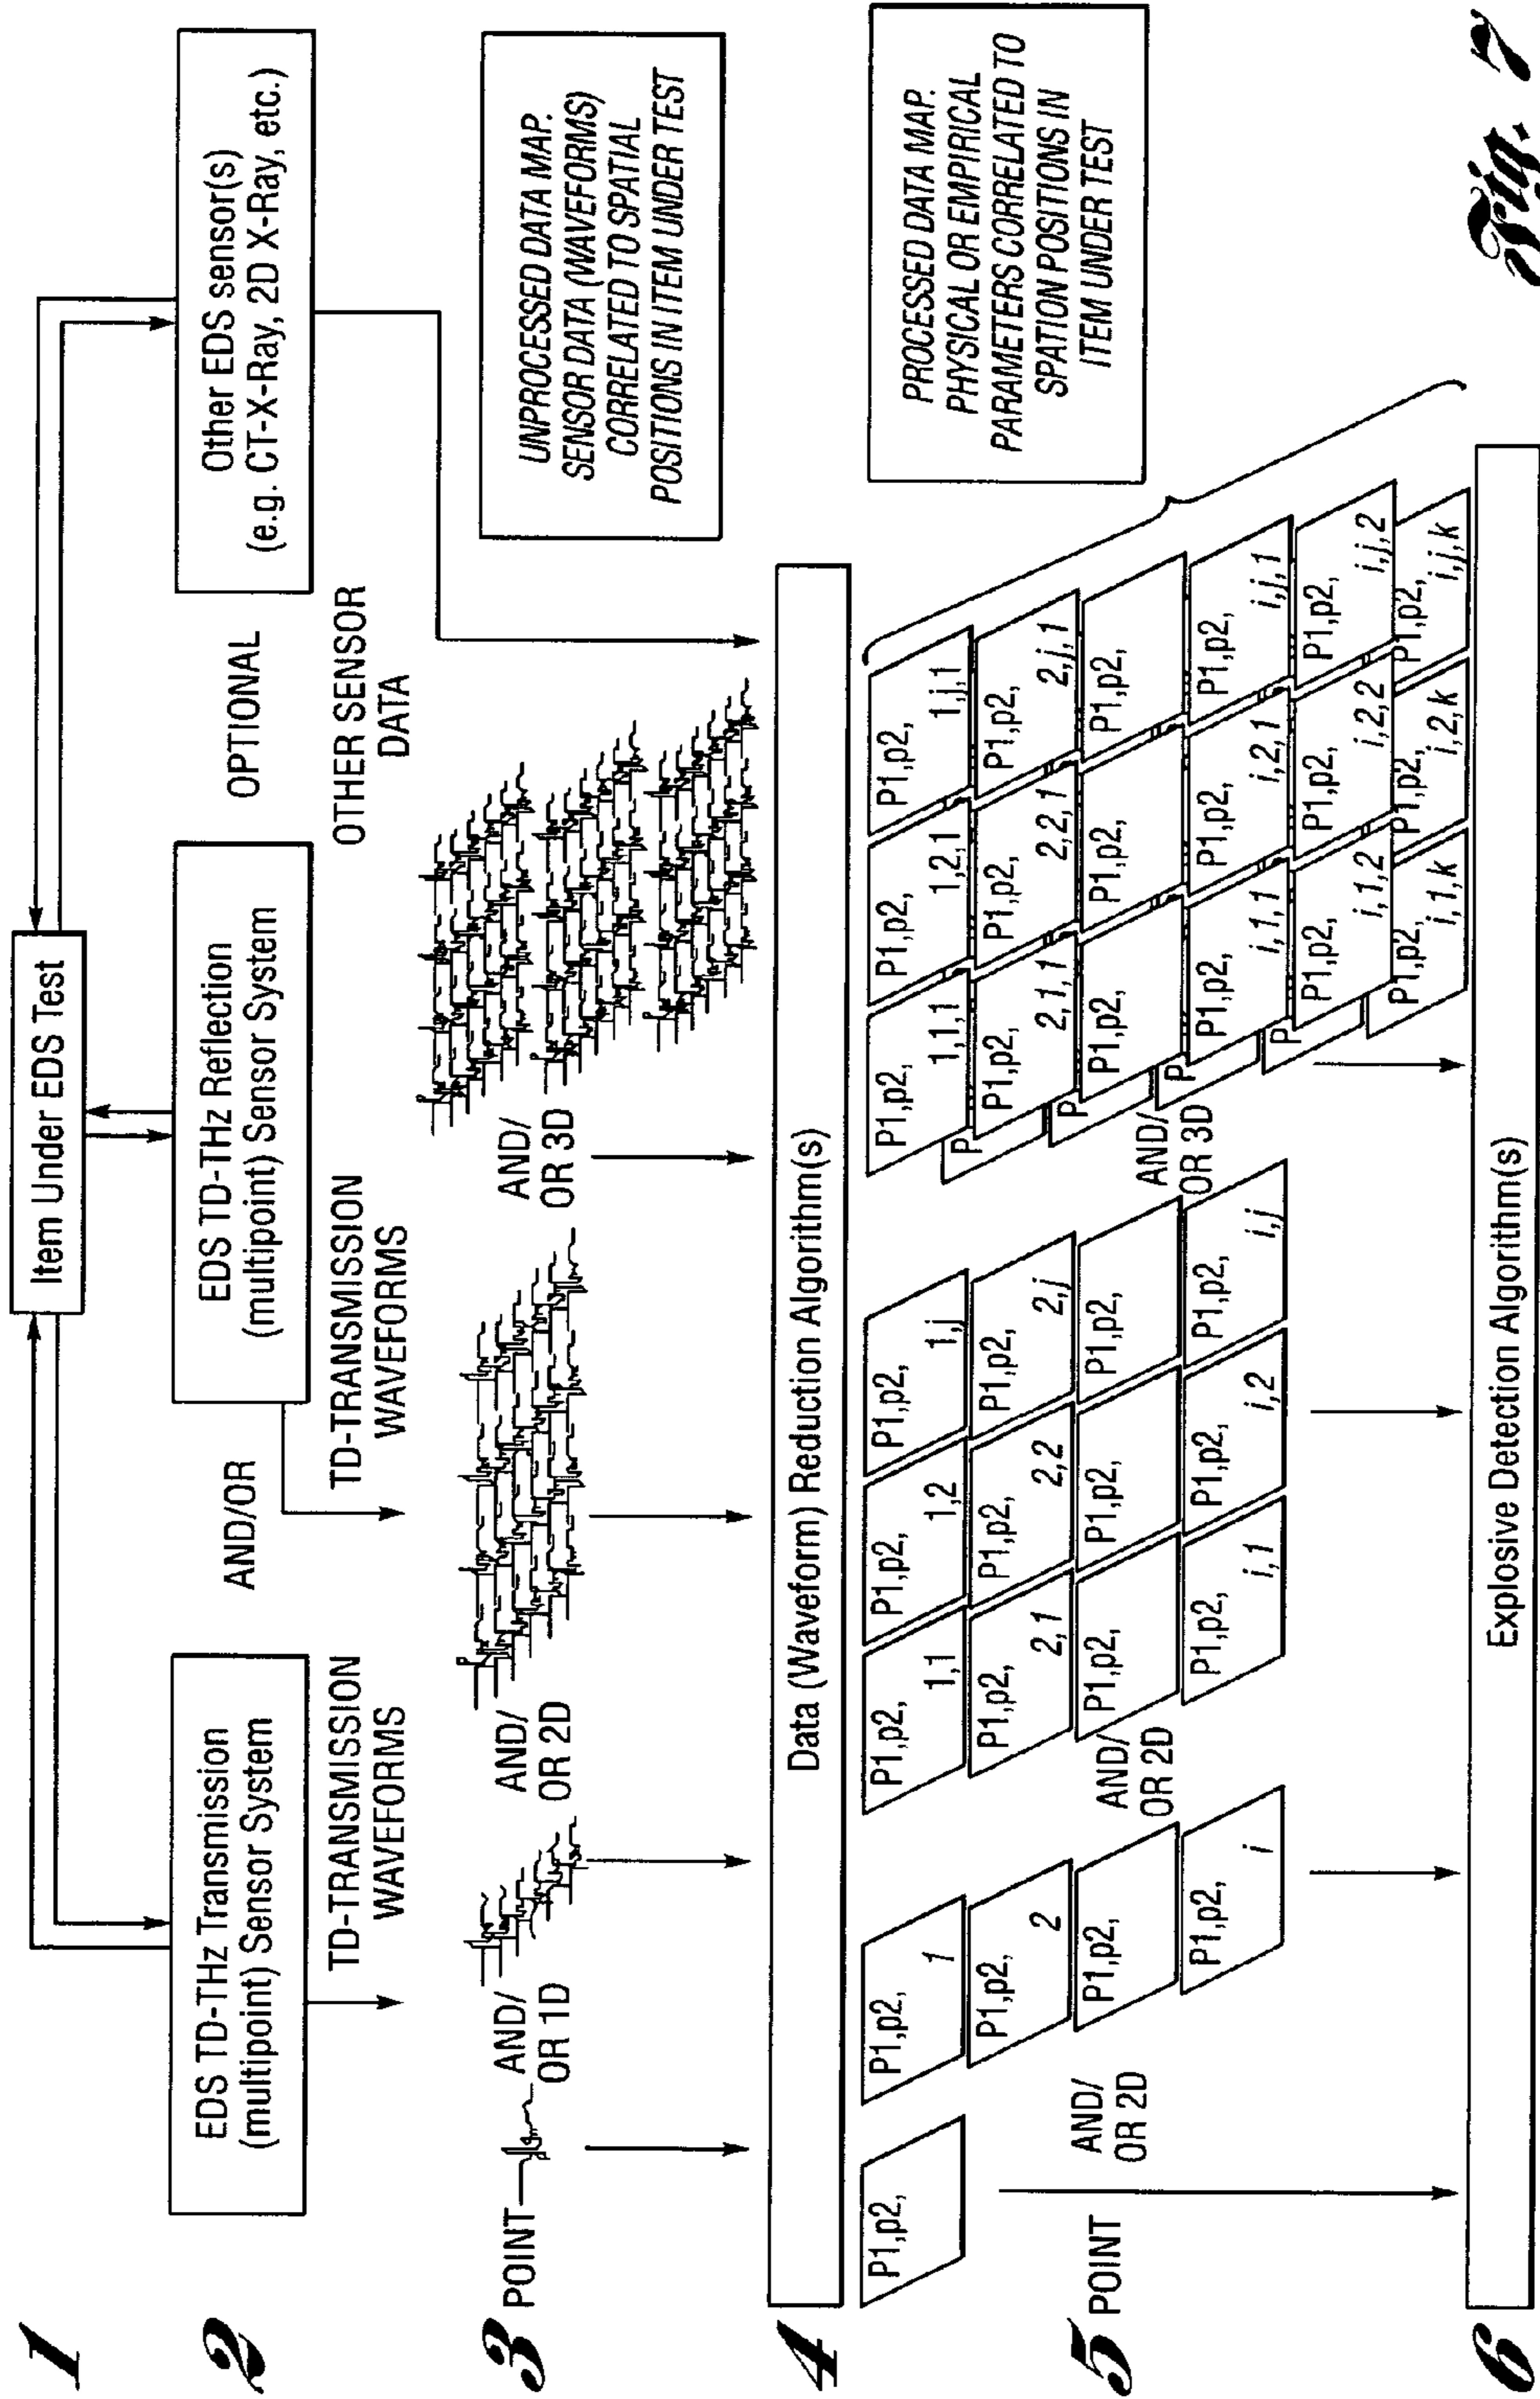 1
Item Under EDS Test
2
EDS TD-THz Transmission
(multipoint) Sensor System
AND/OR
EDS TD-THz Reflection
(multipoint) Sensor System
OPTIONAL
Other EDS sensor(s)
(e.g. CT-X-Ray, 2D X-Ray, etc.)
TD-TRANSMISSION
WAVEFORMS
TD-TRANSMISSION
WAVEFORMS
OTHER SENSOR
DATA
3
POINT
AND/
OR 1D
AND/
OR 2D
AND/
OR 3D
UNPROCESSED DATA MAP.
SENSOR DATA (WAVEFORMS)
CORRELATED TO SPATIAL
POSITIONS IN ITEM UNDER TEST
4
Data (Waveform) Reduction Algorithm(s)
5
POINT
P1,p2,
AND/
OR 2D
P1,p2,
1
P1,p2,
2
P1,p2,
P1,p2,
i
AND/
OR 2D
P1,p2,
1,1
P1,p2,
1,2
P1,p2,
1,j
P1,p2,
2,1
P1,p2,
2,2
P1,p2,
2,j
P1,p2,
P1,p2,
P1,p2,
P1,p2,
i,1
P1,p2,
i,2
P1,p2,
i,j
AND/
OR 3D
P1,p2,
1,1,1
P1,p2,
1,2,1
P1,p2,
1,j,1
P
P1,p2,
2,1,1
P1,p2,
2,2,1
P1,p2,
2,j,1
P
P1,p2,
P1,p2,
P1,p2,
P
P1,p2,
i,1,1
P1,p2,
i,2,1
P1,p2,
i,j,1
P
P1,p2,
i,1,2
P1,p2,
i,2,2
P1,p2,
i,j,2
P1,p2,
i,1,k
P1,p2,
i,2,k
P1,p2,
i,j,k
PROCESSED DATA MAP.
PHYSICAL OR EMPIRICAL
PARAMETERS CORRELATED TO
SPATION POSITIONS IN
ITEM UNDER TEST
6
Explosive Detection Algorithm(s)
Fig. 7